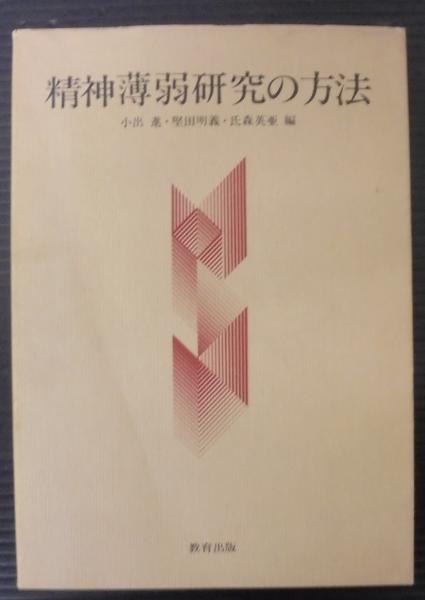 精神薄弱研究の方法
小出 進・堅田明義・氏森英亜 編
教育出版